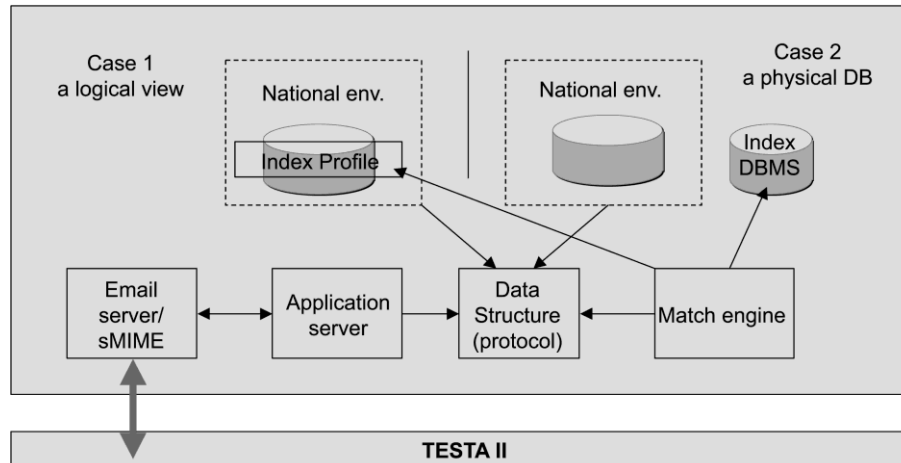 Case 1
a logical view
National env.
Index Profile
National env.
Case 2
a physical DB
Index
DBMS
Email
server/
sMIME
Application
server
Data
Structure
(protocol)
Match engine
TESTA II